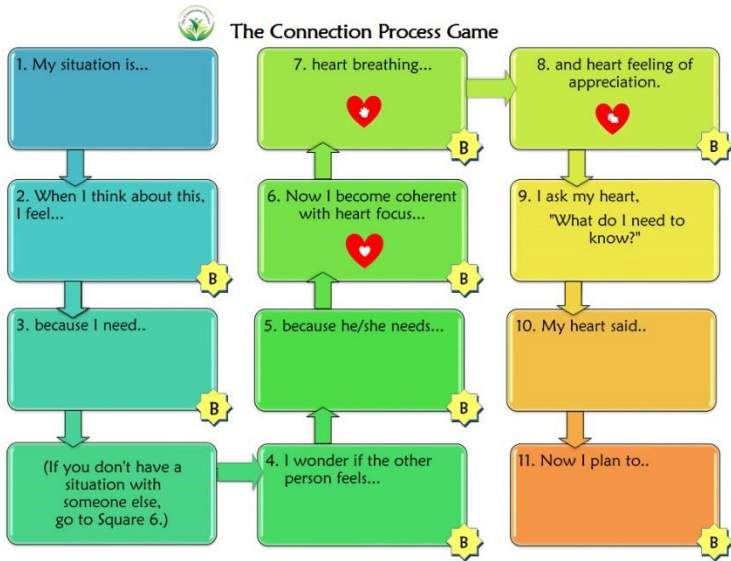 The Connection Process Game
1. My situation is...
2. When I think about this,
I feel...
B
3. because I need..
B
(If you don't have a
situation with
someone else,
go to Square 6.)
4. I wonder if the other
person feels...
B
5. because he/she needs...
B
6. Now I become coherent
with heart focus...
B
7. heart breathing...
B
8. and heart feeling of
appreciation.
B
9. I ask my heart,
"What do I need to
know?"
10. My heart said..
B
11. Now I plan to..
B